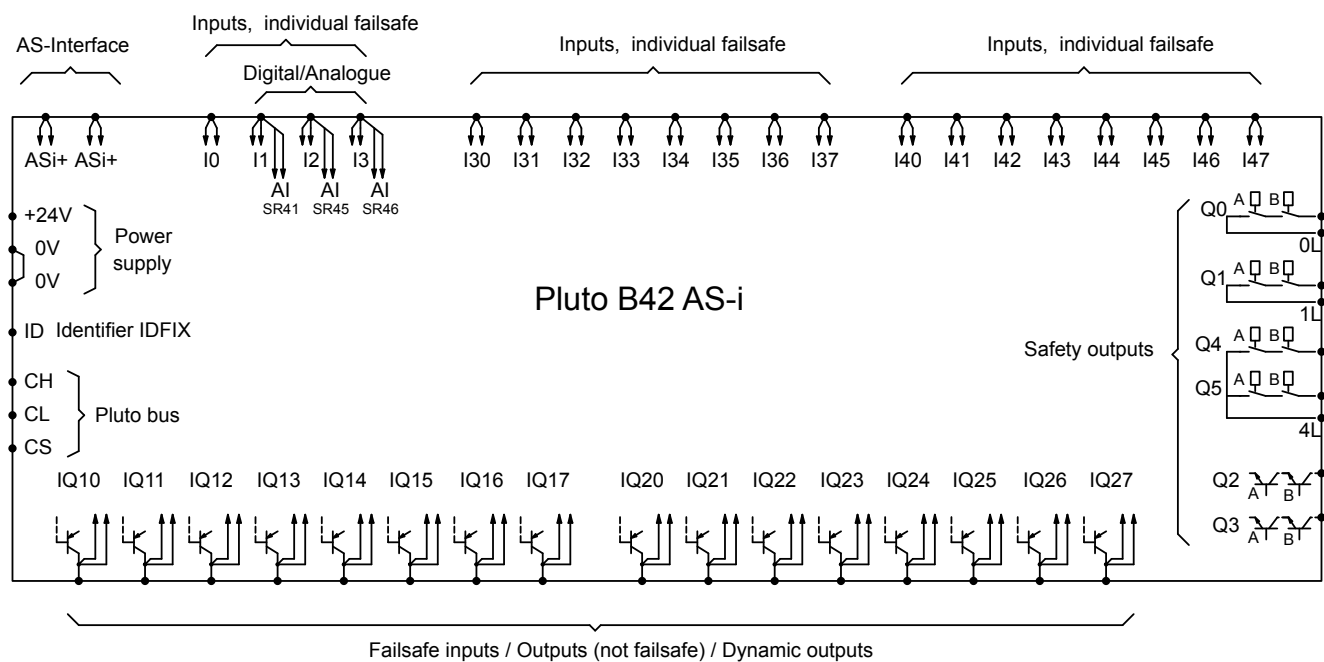 Inputs, individual failsafe
AS-Interface
Inputs, individual failsafe
Inputs, individual failsafe
Digital/Analogue
ASi+ ASi+ I0 I1 I2 I3 I30 I31 I32 I33 I34 I35 I36 I37 I40 I41 I42 I43 I44 I45 I46 I47
AI AI AI
SR41 SR45 SR46
+24V
0V
0V
Power
supply
ID Identifier IDFIX
CH
CL
CS
Pluto bus
Pluto B42 AS-i
Safety outputs
Q0 A B
0L
Q1 A B
1L
Q4 A B
Q5 A B
4L
Q2 A B
Q3 A B
IQ10 IQ11 IQ12 IQ13 IQ14 IQ15 IQ16 IQ17 IQ20 IQ21 IQ22 IQ23 IQ24 IQ25 IQ26 IQ27
Failsafe inputs / Outputs (not failsafe) / Dynamic outputs